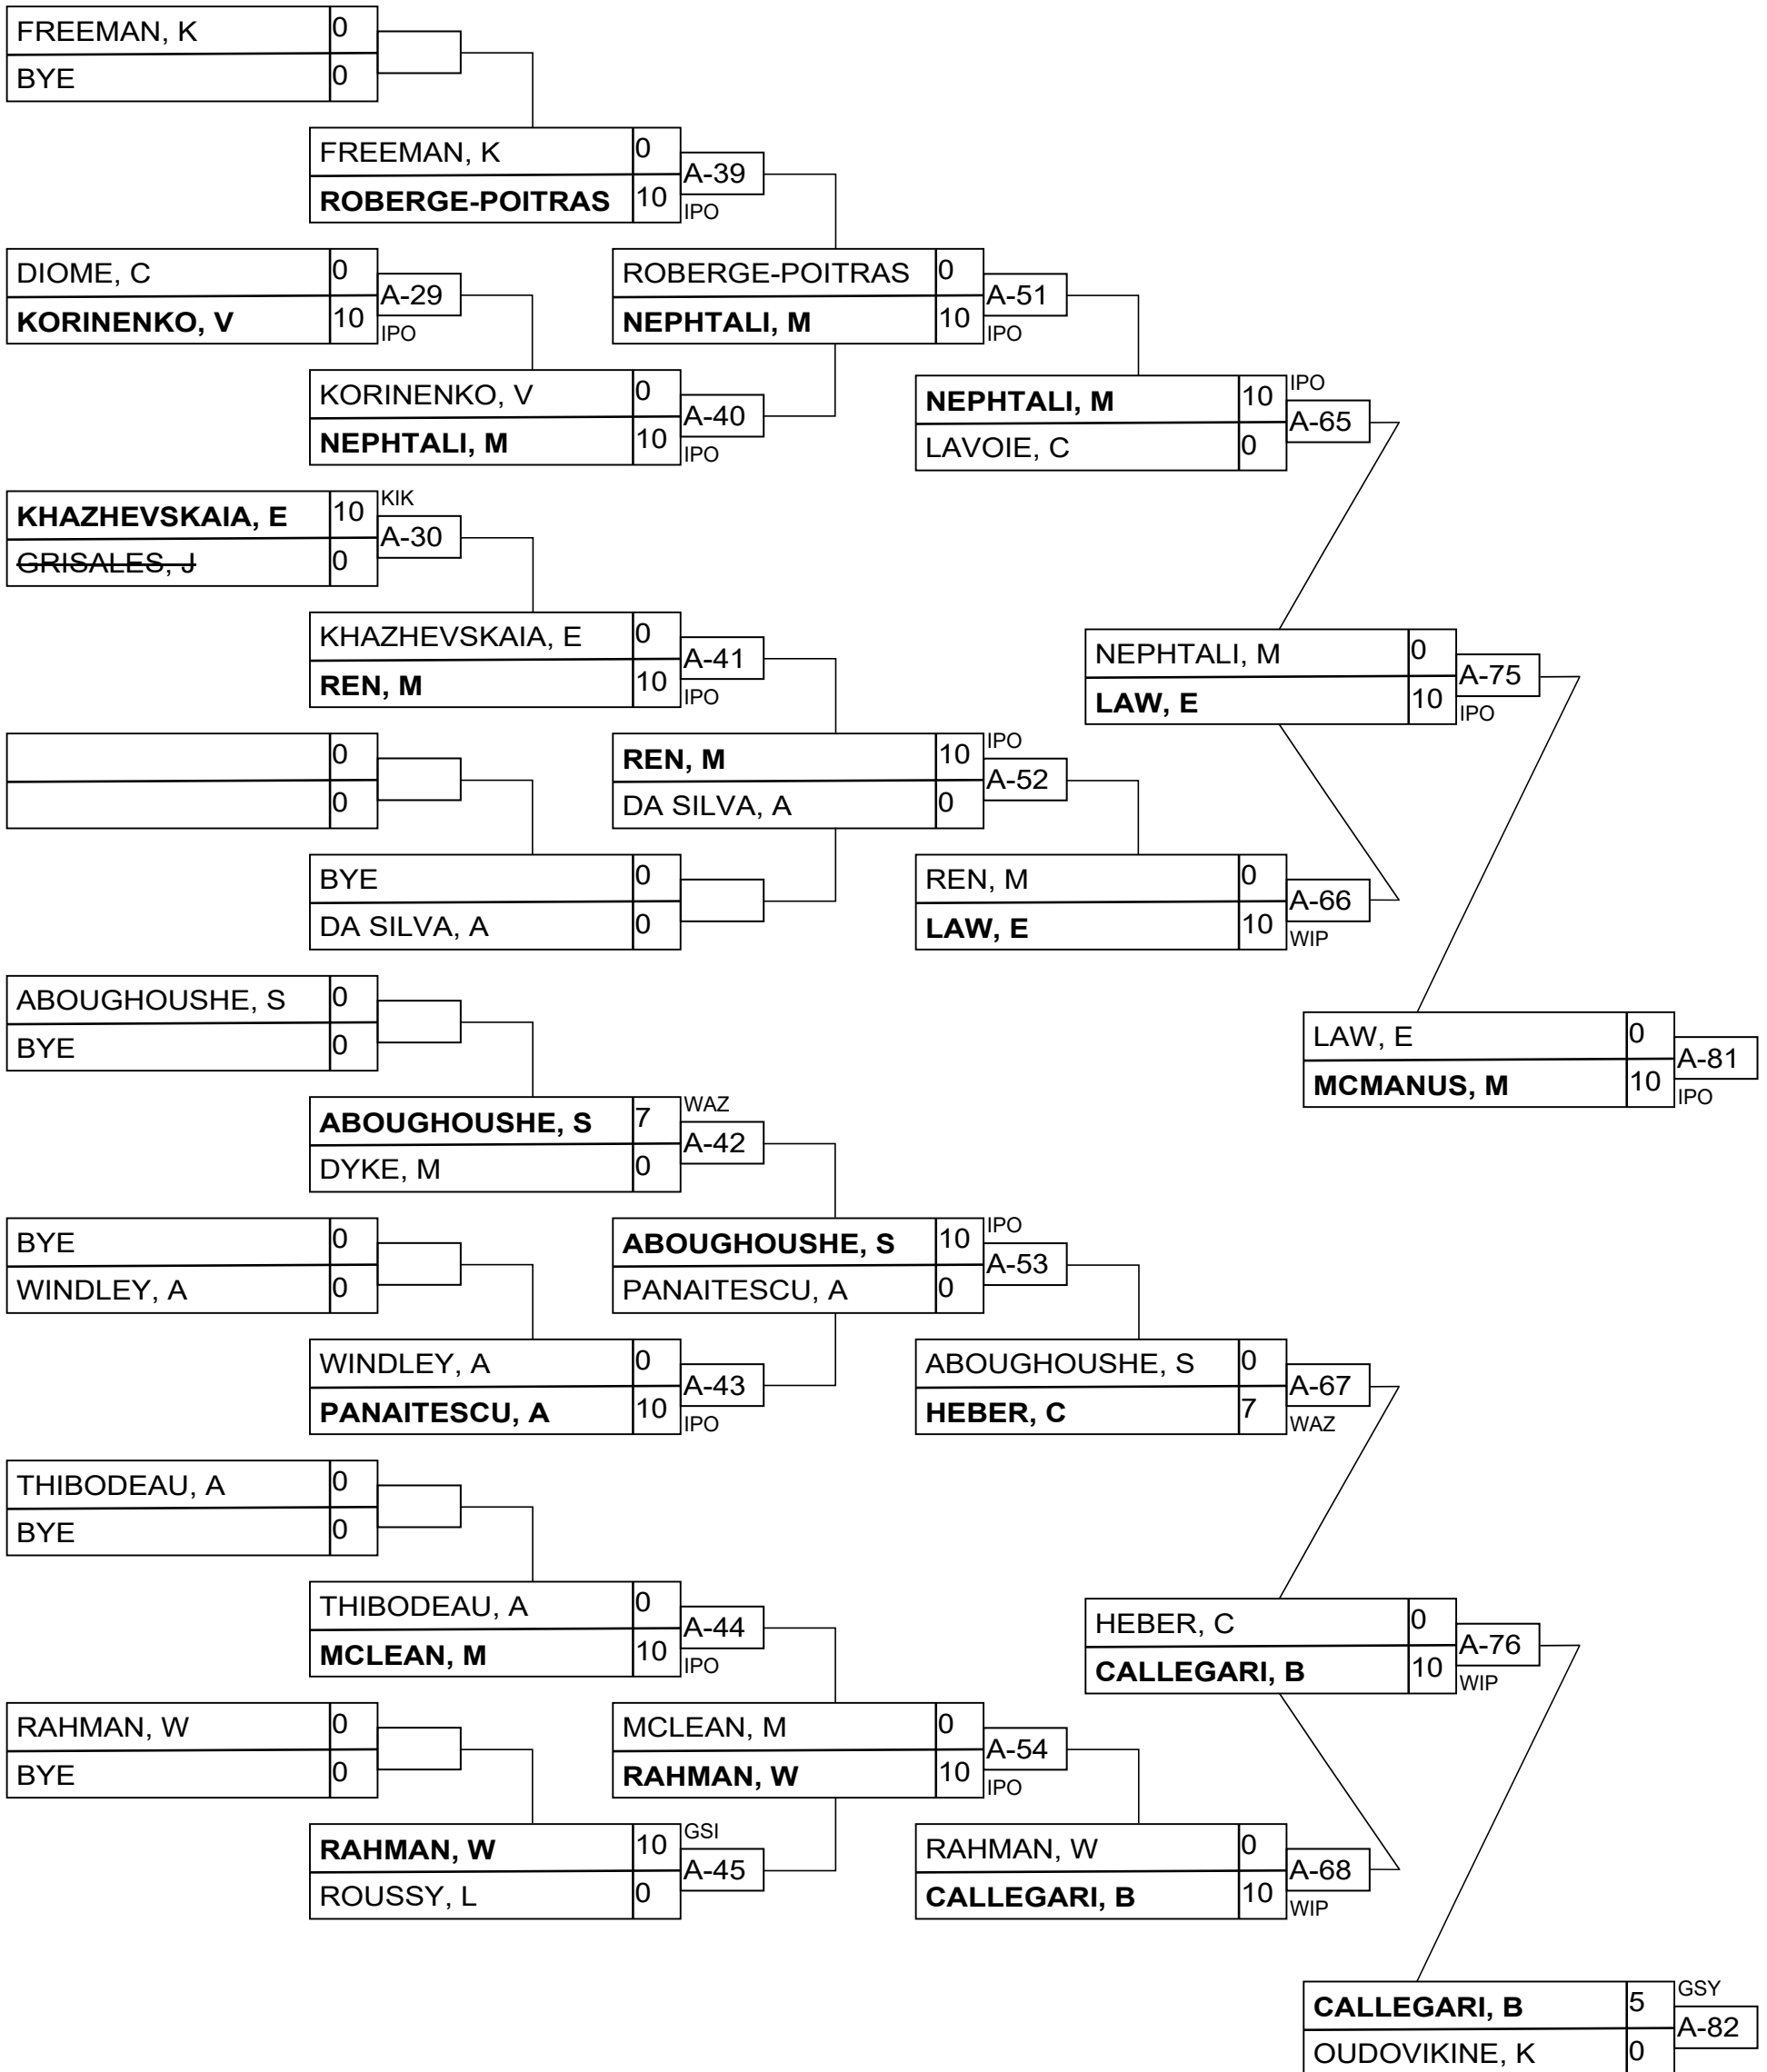 FREEMAN, K 0
BYE 0
FREEMAN, K 0
A-39
ROBERGE-POITRAS 10
IPO
DIOME, C 0
A-29
KORINENKO, V 10
IPO
ROBERGE-POITRAS 0
A-51
NEPHTALI, M 10
IPO
KORINENKO, V 0
A-40
NEPHTALI, M 10
IPO
NEPHTALI, M 10
IPO
A-65
LAVOIE, C 0
KHAZHEVSKAIA, E 10
KIK
A-30
GRISALES, J 0
KHAZHEVSKAIA, E 0
A-41
REN, M 10
IPO
NEPHTALI, M 0
A-75
LAW, E 10
IPO
0
0
REN, M 10
IPO
A-52
DA SILVA, A 0
BYE 0
DA SILVA, A 0
REN, M 0
A-66
LAW, E 10
WIP
ABOUGHOUSHE, S 0
BYE 0
LAW, E 0
A-81
MCMANUS, M 10
IPO
ABOUGHOUSHE, S 7
WAZ
A-42
DYKE, M 0
BYE 0
WINDLEY, A 0
ABOUGHOUSHE, S 10
IPO
A-53
PANAITESCU, A 0
WINDLEY, A 0
A-43
PANAITESCU, A 10
IPO
ABOUGHOUSHE, S 0
A-67
HEBER, C 7
WAZ
THIBODEAU, A 0
BYE 0
THIBODEAU, A 0
A-44
MCLEAN, M 10
IPO
HEBER, C 0
A-76
CALLEGARI, B 10
WIP
RAHMAN, W 0
BYE 0
MCLEAN, M 0
A-54
RAHMAN, W 10
IPO
RAHMAN, W 10
GSI
A-45
ROUSSY, L 0
RAHMAN, W 0
A-68
CALLEGARI, B 10
WIP
CALLEGARI, B 5
GSY
A-82
OUDOVIKINE, K 0